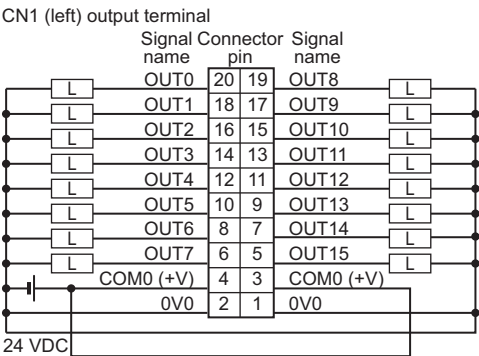 CN1 (left) output terminal
Signal name Connector pin Signal name
OUT0 20 19 OUT8
L L
OUT1 18 17 OUT9
L L
OUT2 16 15 OUT10
L L
OUT3 14 13 OUT11
L L
OUT4 12 11 OUT12
L L
OUT5 10 9 OUT13
L L
OUT6 8 7 OUT14
L L
OUT7 6 5 OUT15
L L
COM0 (+V) 4 3 COM0 (+V)
0V0 2 1 0V0
24 VDC